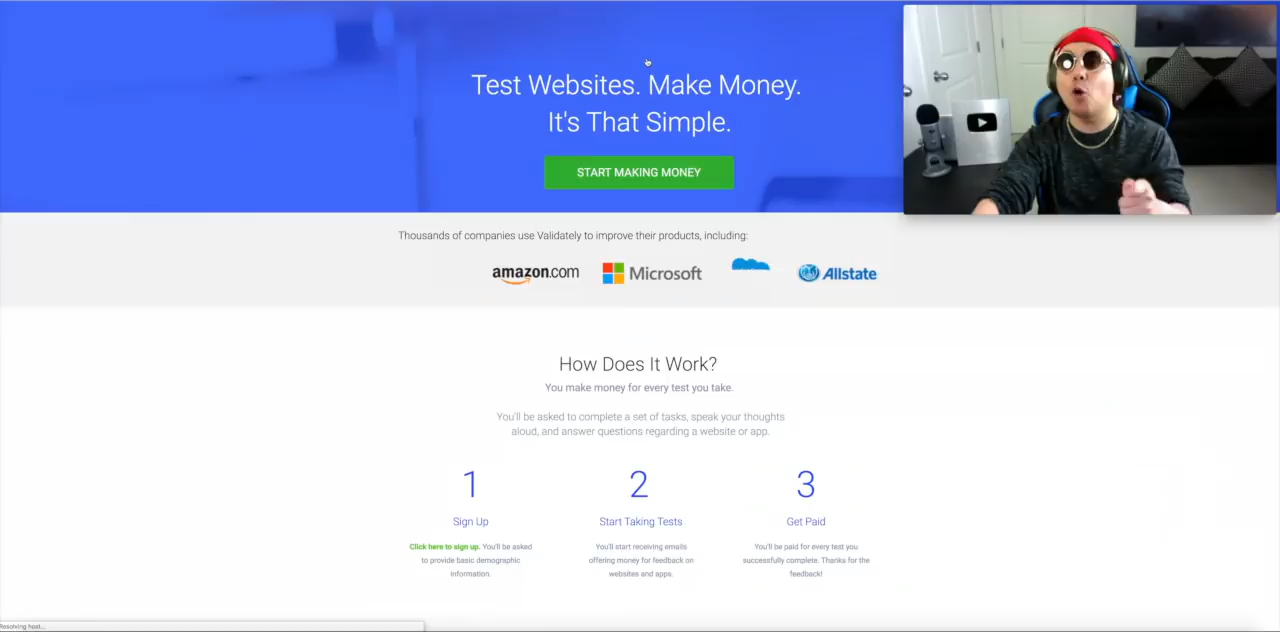 Test Websites. Make Money.
It's That Simple.
START MAKING MONEY
Thousands of companies use Validately to improve their products, including:
amazon.com
Microsoft
Allstate
How Does It Work?
You make money for every test you take.
You'll be asked to complete a set of tasks, speak your thoughts
aloud, and answer questions regarding a website or app.
1
Sign Up
Click here to sign up. You'll be asked
to provide basic demographic
information.
2
Start Taking Tests
You'll start receiving emails
offering money for feedback on
websites and apps.
3
Get Paid
You'll be paid for every test you
successfully complete. Thanks for the
feedback!
Resolving host...